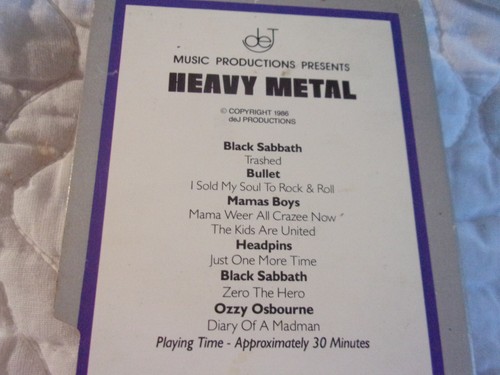 deJ
MUSIC PRODUCTIONS PRESENTS
HEAVY METAL
© COPYRIGHT 1986
deJ PRODUCTIONS
Black Sabbath
Trashed
Bullet
I Sold My Soul To Rock & Roll
Mamas Boys
Mama Weer All Crazee Now
The Kids Are United
Headpins
Just One More Time
Black Sabbath
Zero The Hero
Ozzy Osbourne
Diary Of A Madman
Playing Time - Approximately 30 Minutes